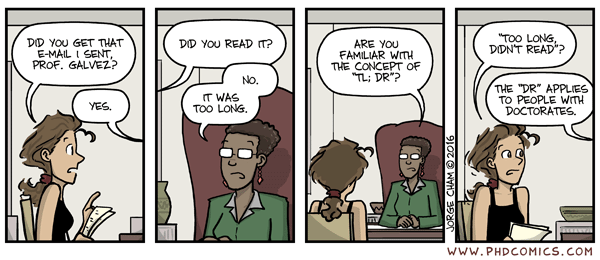 DID YOU GET THAT
E-MAIL I SENT,
PROF. GALVEZ?
YES.
DID YOU READ IT?
NO.
IT WAS
TOO LONG.
ARE YOU
FAMILIAR WITH
THE CONCEPT OF
"TL; DR"?
"TOO LONG,
DIDN'T READ"?
THE "DR" APPLIES
TO PEOPLE WITH
DOCTORATES.
JORGE CHAM © 2016
WWW.PHDCOMICS.COM